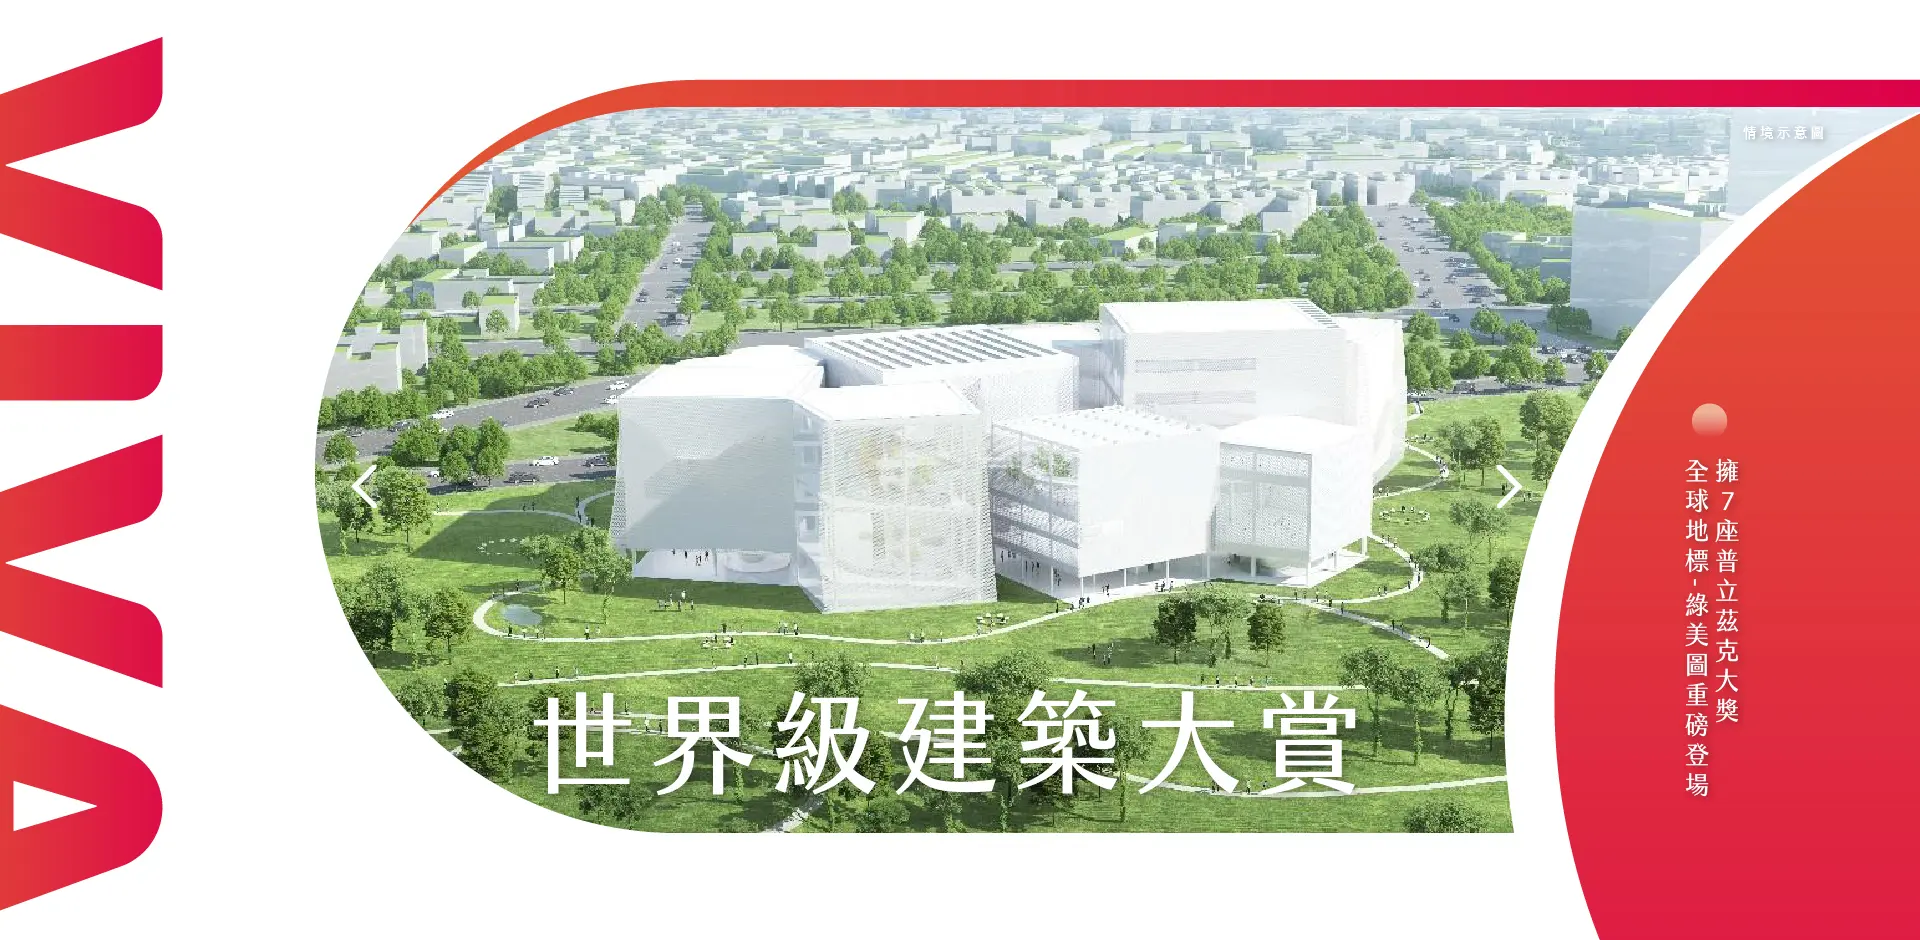 情境示意圖
世界級建築大賞
擁7座普立茲克大獎
全球地標-綠美圖重磅登場